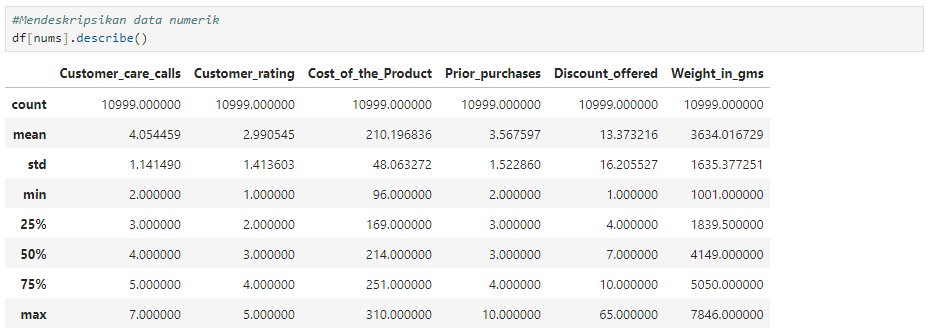 #Mendeskripsikan data numerik
df[nums].describe()
Customer_care_calls Customer_rating Cost_of_the_Product Prior_purchases Discount_offered Weight_in_gms
count 10999.000000 10999.000000 10999.000000 10999.000000 10999.000000 10999.000000
mean 4.054459 2.990545 210.196836 3.567597 13.373216 3634.016729
std 1.141490 1.413603 48.063272 1.522860 16.205527 1635.377251
min 2.000000 1.000000 96.000000 2.000000 1.000000 1001.000000
25% 3.000000 2.000000 169.000000 3.000000 4.000000 1839.500000
50% 4.000000 3.000000 214.000000 3.000000 7.000000 4149.000000
75% 5.000000 4.000000 251.000000 4.000000 10.000000 5050.000000
max 7.000000 5.000000 310.000000 10.000000 65.000000 7846.000000